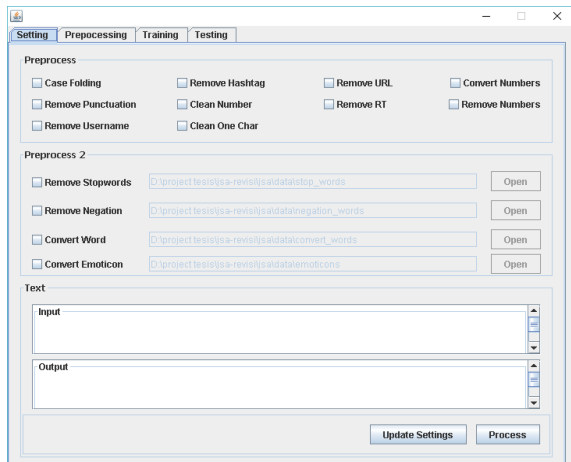 Setting Prepocessing Training Testing
Preprocess
Case Folding Remove Hashtag Remove URL Convert Numbers
Remove Punctuation Clean Number Remove RT Remove Numbers
Remove Username Clean One Char
Preprocess 2
Remove Stopwords D:\project tesis\jsa-revisi\jsa\data\stop_words Open
Remove Negation D:\project tesis\jsa-revisi\jsa\data\negation_words Open
Convert Word D:\project tesis\jsa-revisi\jsa\data\convert_words Open
Convert Emoticon D:\project tesis\jsa-revisi\jsa\data\emoticons Open
Text
Input
Output
Update Settings Process